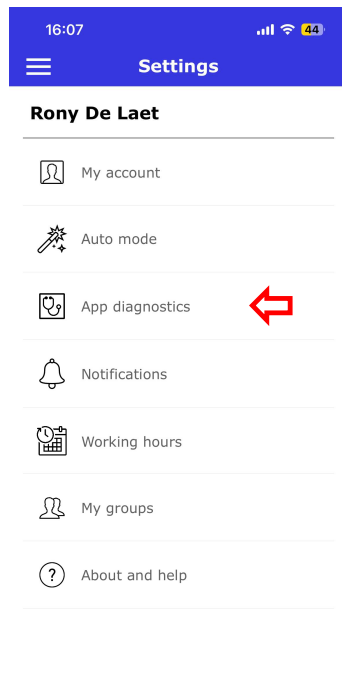 16:07
44
Settings
Rony De Laet
My account
Auto mode
App diagnostics
Notifications
Working hours
My groups
? About and help